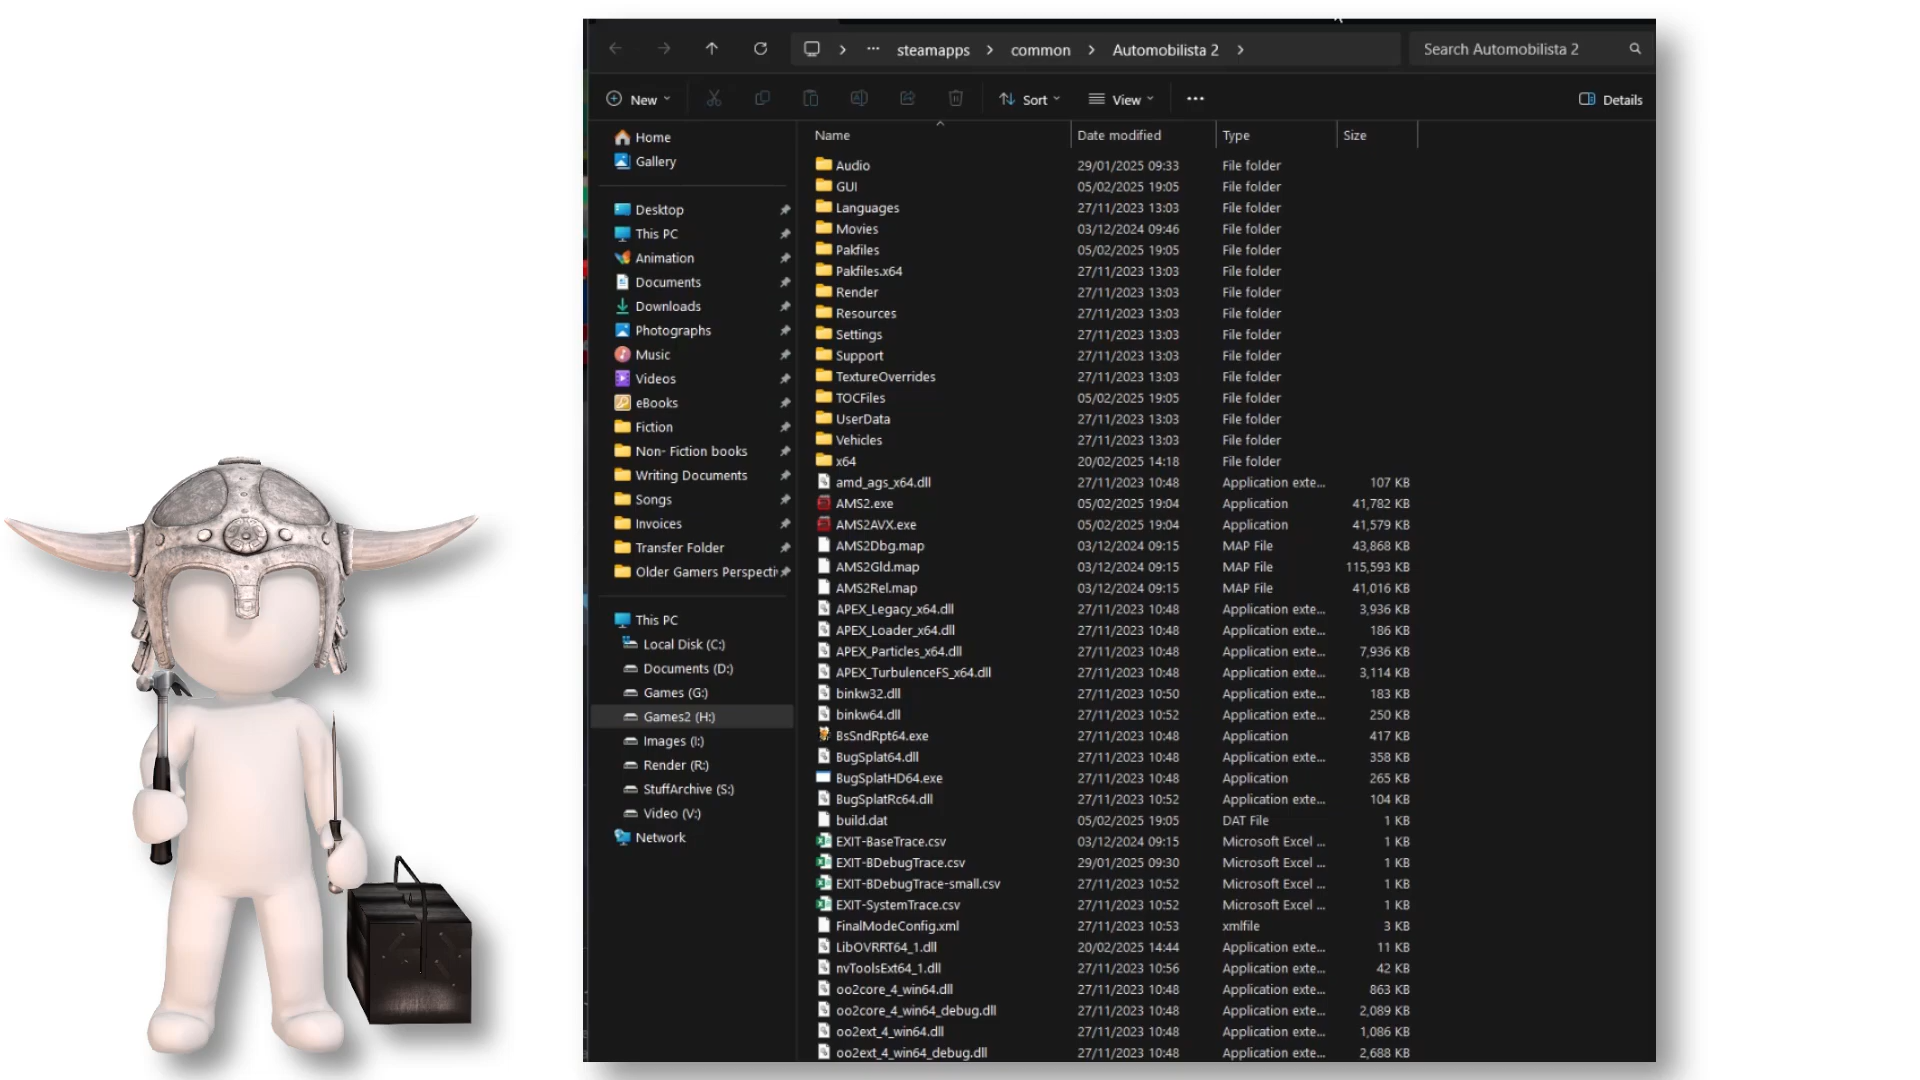 steamapps > common > Automobilista 2 >
Search Automobilista 2
New
Sort
View
Details
Home
Gallery
Desktop
This PC
Animation
Documents
Downloads
Photographs
Music
Videos
eBooks
Fiction
Non- Fiction books
Writing Documents
Songs
Invoices
Transfer Folder
Older Gamers Perspecti
This PC
Local Disk (C:)
Documents (D:)
Games (G:)
Games2 (H:)
Images (I:)
Render (R:)
StuffArchive (S:)
Video (V:)
Network
Name Date modified Type Size
Audio 29/01/2025 09:33 File folder
GUI 05/02/2025 19:05 File folder
Languages 27/11/2023 13:03 File folder
Movies 03/12/2024 09:46 File folder
Pakfiles 05/02/2025 19:05 File folder
Pakfiles.x64 27/11/2023 13:03 File folder
Render 27/11/2023 13:03 File folder
Resources 27/11/2023 13:03 File folder
Settings 27/11/2023 13:03 File folder
Support 27/11/2023 13:03 File folder
TextureOverrides 27/11/2023 13:03 File folder
TOCFiles 05/02/2025 19:05 File folder
UserData 27/11/2023 13:03 File folder
Vehicles 27/11/2023 13:03 File folder
x64 20/02/2025 14:18 File folder
amd_ags_x64.dll 27/11/2023 10:48 Application exte... 107 KB
AMS2.exe 05/02/2025 19:04 Application 41,782 KB
AMS2AVX.exe 05/02/2025 19:04 Application 41,579 KB
AMS2Dbg.map 03/12/2024 09:15 MAP File 43,868 KB
AMS2Gld.map 03/12/2024 09:15 MAP File 115,593 KB
AMS2Rel.map 03/12/2024 09:15 MAP File 41,016 KB
APEX_Legacy_x64.dll 27/11/2023 10:48 Application exte... 3,936 KB
APEX_Loader_x64.dll 27/11/2023 10:48 Application exte... 186 KB
APEX_Particles_x64.dll 27/11/2023 10:48 Application exte... 7,936 KB
APEX_TurbulenceFS_x64.dll 27/11/2023 10:48 Application exte... 3,114 KB
binkw32.dll 27/11/2023 10:50 Application exte... 183 KB
binkw64.dll 27/11/2023 10:52 Application exte... 250 KB
BsSndRpt64.exe 27/11/2023 10:48 Application 417 KB
BugSplat64.dll 27/11/2023 10:48 Application exte... 358 KB
BugSplatHD64.exe 27/11/2023 10:48 Application 265 KB
BugSplatRc64.dll 27/11/2023 10:52 Application exte... 104 KB
build.dat 05/02/2025 19:05 DAT File 1 KB
EXIT-BaseTrace.csv 03/12/2024 09:15 Microsoft Excel ... 1 KB
EXIT-BDebugTrace.csv 29/01/2025 09:30 Microsoft Excel ... 1 KB
EXIT-BDebugTrace-small.csv 27/11/2023 10:52 Microsoft Excel ... 1 KB
EXIT-SystemTrace.csv 27/11/2023 10:52 Microsoft Excel ... 1 KB
FinalModeConfig.xml 27/11/2023 10:53 xmlfile 3 KB
LibOVRRT64_1.dll 20/02/2025 14:44 Application exte... 11 KB
nvToolsExt64_1.dll 27/11/2023 10:56 Application exte... 42 KB
oo2core_4_win64.dll 27/11/2023 10:48 Application exte... 863 KB
oo2core_4_win64_debug.dll 27/11/2023 10:48 Application exte... 2,089 KB
oo2ext_4_win64.dll 27/11/2023 10:48 Application exte... 1,086 KB
oo2ext_4_win64_debug.dll 27/11/2023 10:48 Application exte... 2,688 KB